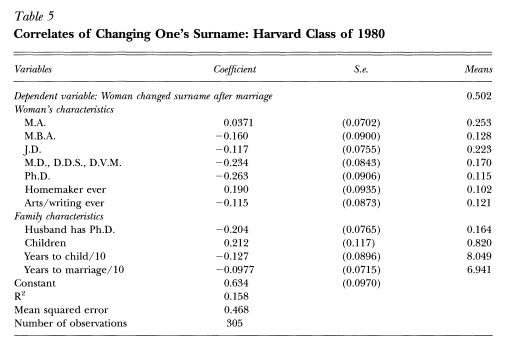 Table 5
Correlates of Changing One's Surname: Harvard Class of 1980
Variables Coefficient S.e. Means
Dependent variable: Woman changed surname after marriage 0.502
Woman's characteristics
M.A. 0.0371 (0.0702) 0.253
M.B.A. −0.160 (0.0900) 0.128
J.D. −0.117 (0.0755) 0.223
M.D., D.D.S., D.V.M. −0.234 (0.0843) 0.170
Ph.D. −0.263 (0.0906) 0.115
Homemaker ever 0.190 (0.0935) 0.102
Arts/writing ever −0.115 (0.0873) 0.121
Family characteristics
Husband has Ph.D. −0.204 (0.0765) 0.164
Children 0.212 (0.117) 0.820
Years to child/10 −0.127 (0.0896) 8.049
Years to marriage/10 −0.0977 (0.0715) 6.941
Constant 0.634 (0.0970)
R² 0.158
Mean squared error 0.468
Number of observations 305